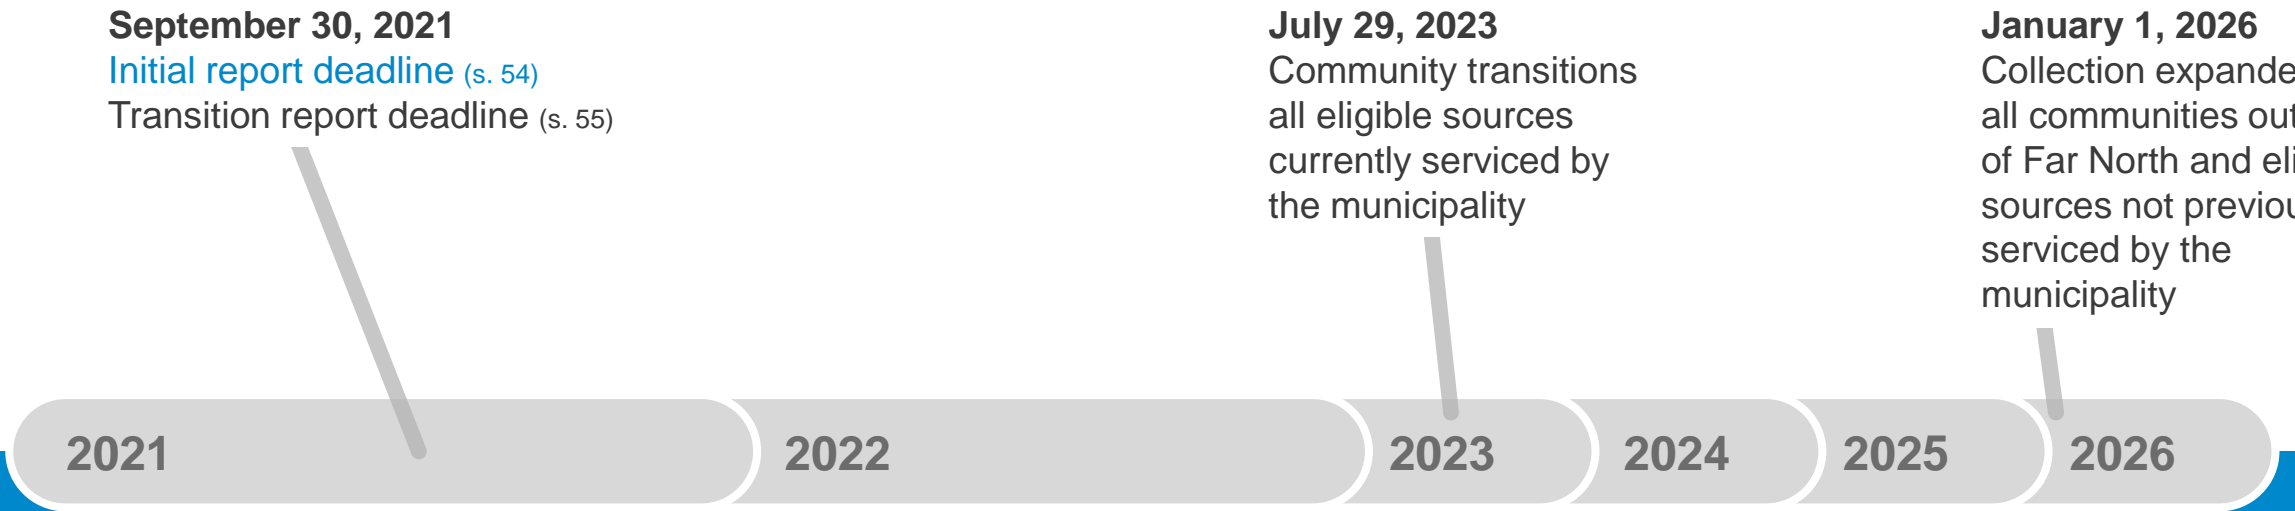 September 30, 2021
Initial report deadline (s. 54)
Transition report deadline (s. 55)
July 29, 2023
Community transitions
all eligible sources
currently serviced by
the municipality
January 1, 2026
Collection expande
all communities out
of Far North and eli
sources not previou
serviced by the
municipality
2021 2022 2023 2024 2025 2026